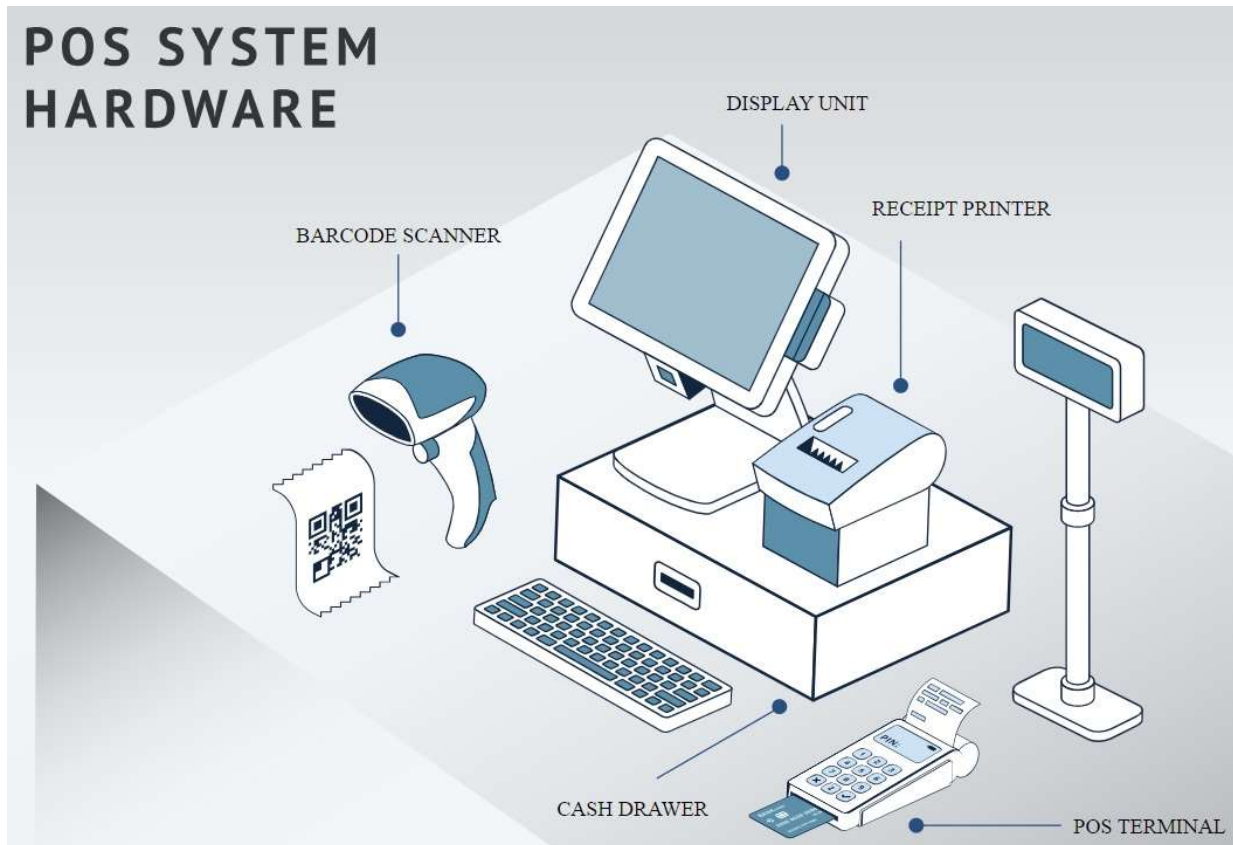 POS SYSTEM
HARDWARE
DISPLAY UNIT
RECEIPT PRINTER
BARCODE SCANNER
PIN:
CASH DRAWER
POS TERMINAL